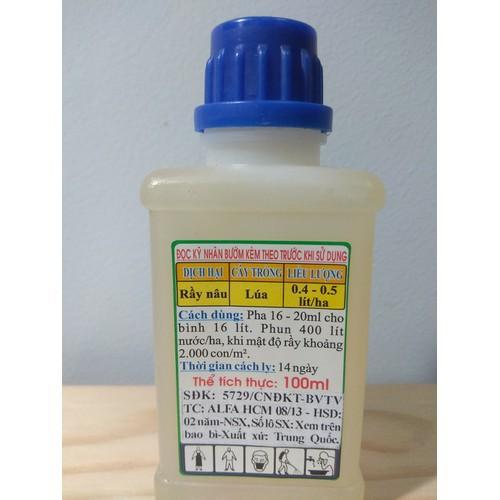 ĐỌC KỸ NHÃN BƯỚM KÈM THEO TRƯỚC KHI SỬ DỤNG
DỊCH HẠI CÂY TRỒNG LIỀU LƯỢNG
Rầy nâu Lúa 0.4 - 0.5 lít/ha
Cách dùng: Pha 16 - 20ml cho
bình 16 lít. Phun 400 lít
nước/ha, khi mật độ rầy khoảng
2.000 con/m².
Thời gian cách ly: 14 ngày
Thể tích thực: 100ml
SĐK: 5729/CNĐKT-BVTV
TC: ALFA HCM 08/13 - HSD:
02 năm-NSX, Số lô SX: Xem trên
bao bì-Xuất xứ: Trung Quốc.